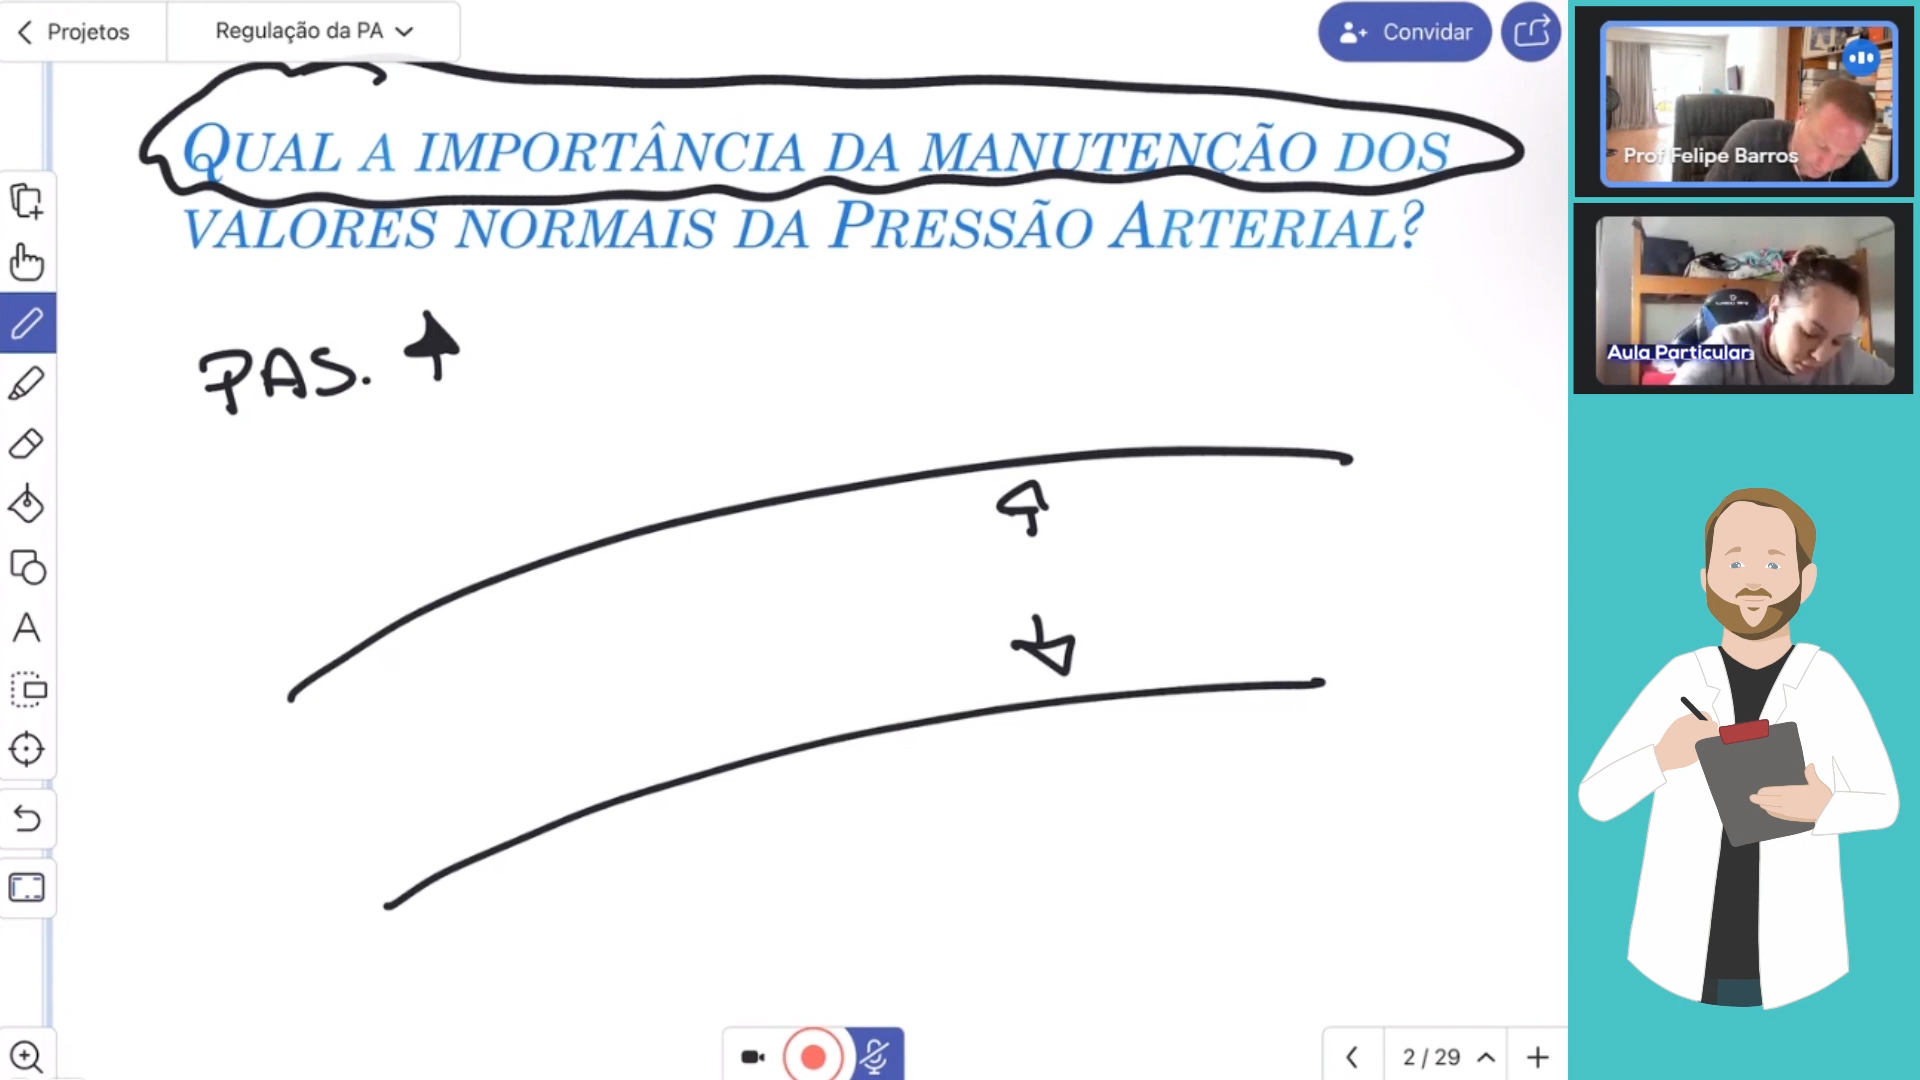 Projetos
Regulação da PA
Convidar
QUAL A IMPORTÂNCIA DA MANUTENÇÃO DOS
VALORES NORMAIS DA PRESSÃO ARTERIAL?
PAS.
Prof Felipe Barros
Aula Particular
A
2 / 29